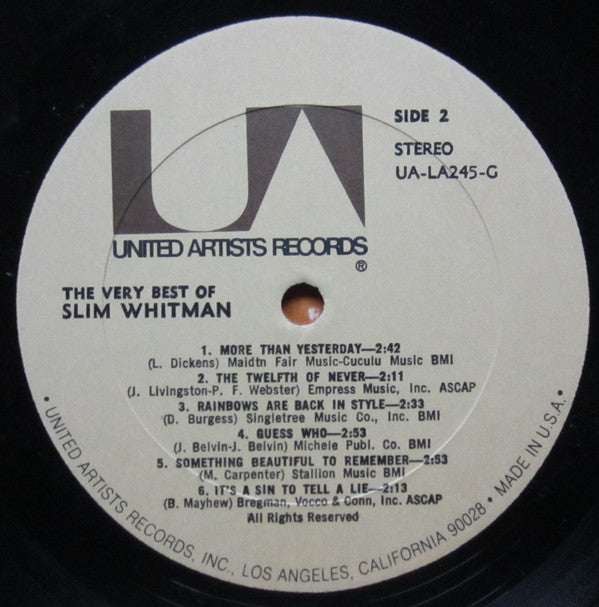 UA
SIDE 2
STEREO
UA-LA245-G
UNITED ARTISTS RECORDS
®
THE VERY BEST OF
SLIM WHITMAN
1. MORE THAN YESTERDAY—2:42
(L. Dickens) Maidtn Fair Music-Cuculu Music BMI
2. THE TWELFTH OF NEVER—2:11
(J. Livingston-P. F. Webster) Empress Music, Inc. ASCAP
3. RAINBOWS ARE BACK IN STYLE—2:33
(D. Burgess) Singletree Music Co., Inc. BMI
4. GUESS WHO—2:53
(J. Belvin-J. Belvin) Michele Publ. Co. BMI
5. SOMETHING BEAUTIFUL TO REMEMBER—2:53
(M. Carpenter) Stallion Music BMI
6. IT'S A SIN TO TELL A LIE—2:13
(B. Mayhew) Bregman, Vocco & Conn, Inc. ASCAP
All Rights Reserved
• UNITED ARTISTS RECORDS, INC., LOS ANGELES, CALIFORNIA 90028 • MADE IN U.S.A. •